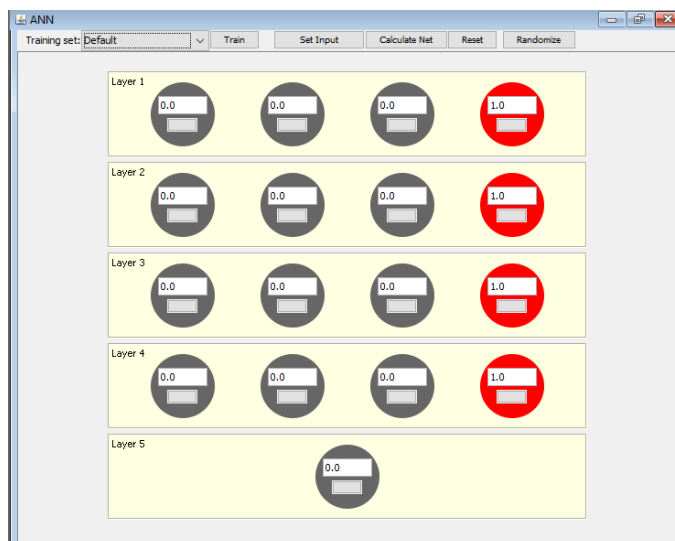 ANN
Training set: Default Train Set Input Calculate Net Reset Randomize
Layer 1
0.0 0.0 0.0 1.0
Layer 2
0.0 0.0 0.0 1.0
Layer 3
0.0 0.0 0.0 1.0
Layer 4
0.0 0.0 0.0 1.0
Layer 5
0.0